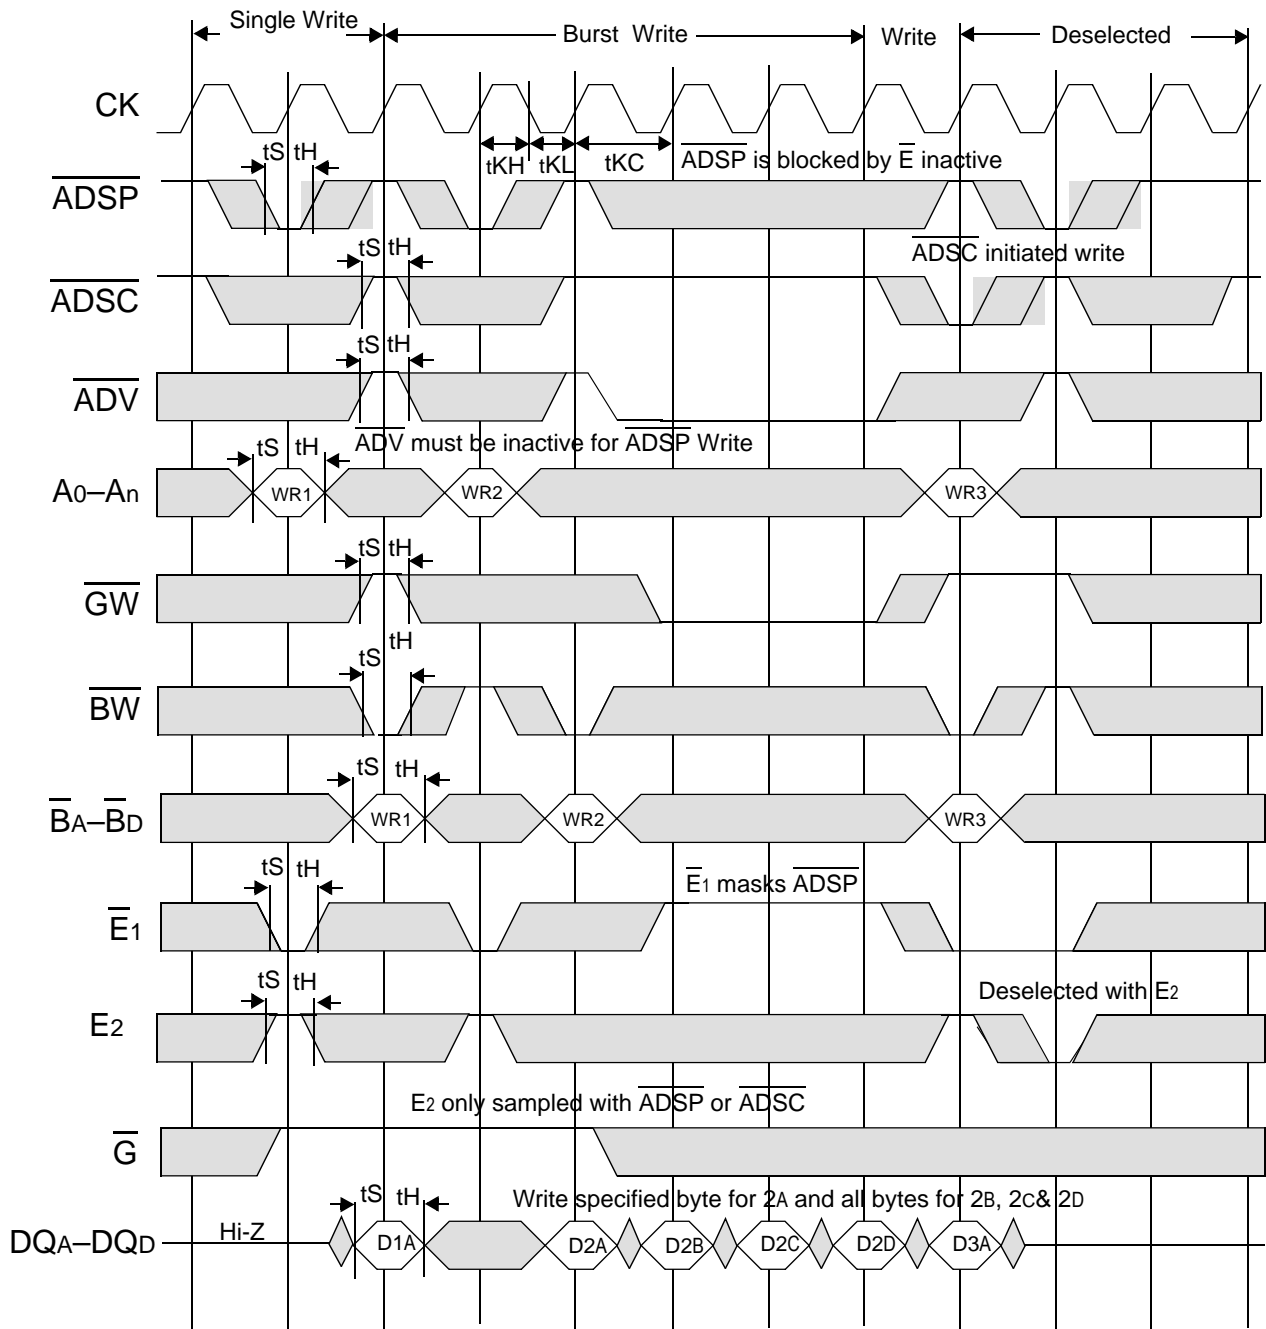 Single Write Burst Write Write Deselected
CK
tKH tKL tKC ADSP is blocked by E inactive
tS tH
ADSP
ADSC initiated write
tS tH
ADSC
tS tH
ADV
ADV must be inactive for ADSP Write
tS tH
A0–An WR1 WR2 WR3
tS tH
GW
tS tH
BW
tS tH
BA–BD WR1 WR2 WR3
tS tH
E1 masks ADSP
E1
tS tH
Deselected with E2
E2
E2 only sampled with ADSP or ADSC
G
tS tH
Write specified byte for 2A and all bytes for 2B, 2C& 2D
DQA–DQD Hi-Z D1A D2A D2B D2C D2D D3A